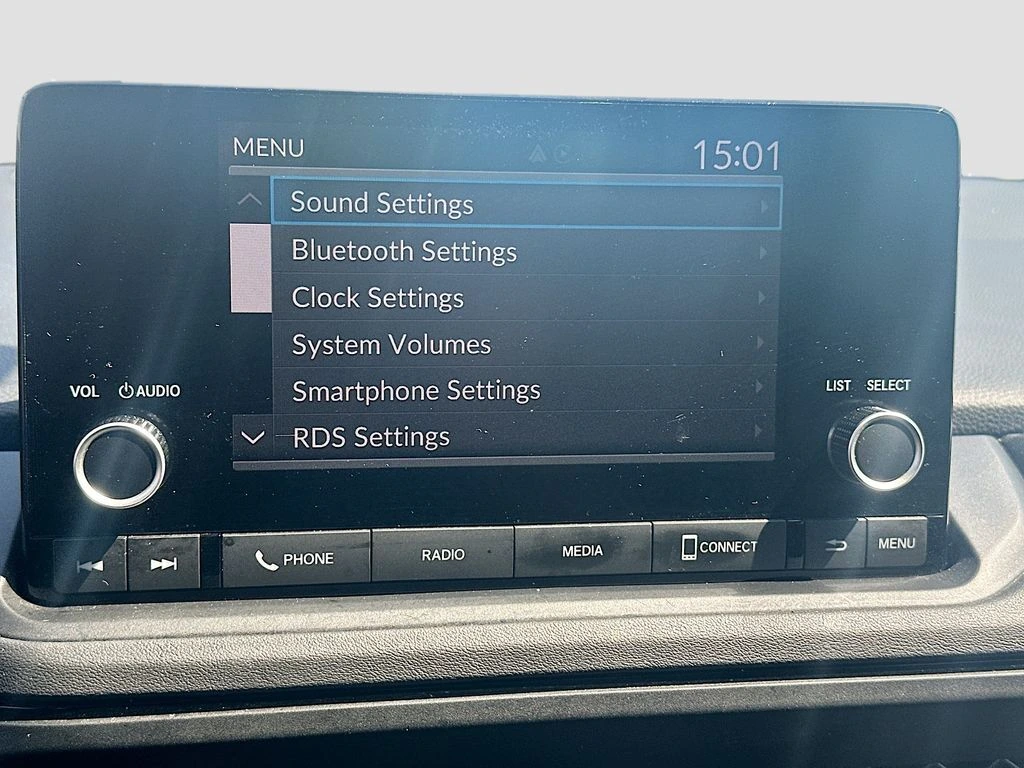 MENU 15:01
Sound Settings
Bluetooth Settings
Clock Settings
System Volumes
Smartphone Settings
RDS Settings
VOL AUDIO
LIST SELECT
PHONE RADIO MEDIA CONNECT MENU